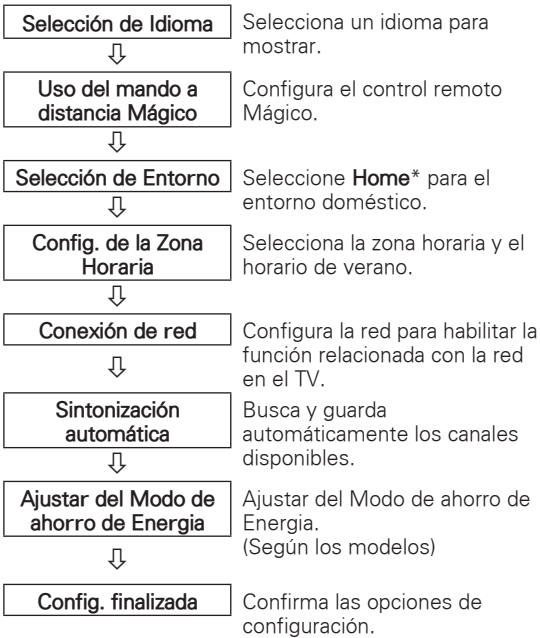 Selección de Idioma
Selecciona un idioma para
mostrar.
Uso del mando a
distancia Mágico
Configura el control remoto
Mágico.
Selección de Entorno
Seleccione Home* para el
entorno doméstico.
Config. de la Zona
Horaria
Selecciona la zona horaria y el
horario de verano.
Conexión de red
Configura la red para habilitar la
función relacionada con la red
en el TV.
Sintonización
automática
Busca y guarda
automáticamente los canales
disponibles.
Ajustar del Modo de
ahorro de Energia
Ajustar del Modo de ahorro de
Energia.
(Según los modelos)
Config. finalizada
Confirma las opciones de
configuración.